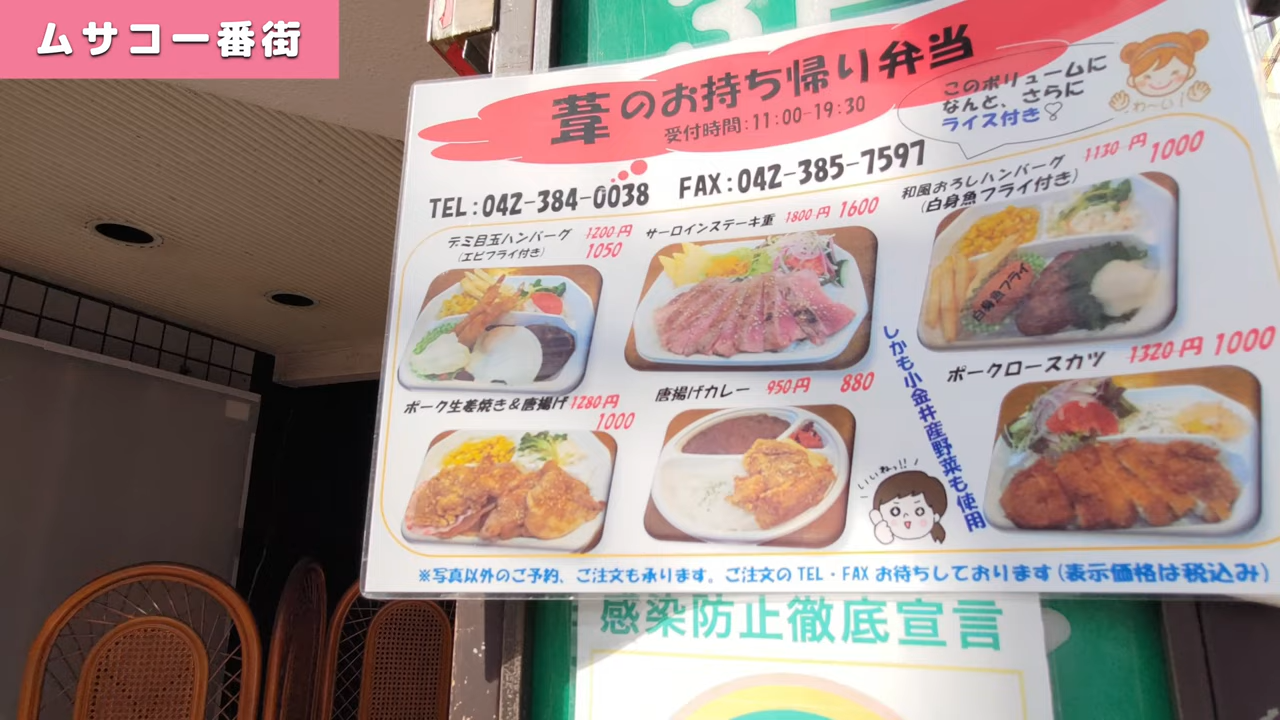 ムサコー番街
葦のお持ち帰り弁当
受付時間:11:00-19:30
このボリュームに
なんと、さらに
ライス付き♡
わ〜い!
TEL:042-384-0038 FAX:042-385-7597
デミ目玉ハンバーグ 1200円
(エビフライ付き) 1050
サーロインステーキ重 1800円 1600
和風おろしハンバーグ 1130円 1000
(白身魚フライ付き)
白身魚フライ
ポーク生姜焼き&唐揚げ 1280円
1000
唐揚げカレー 950円 880
ポークロースカツ 1320円 1000
しかも小金井産野菜も使用
いいねっ!!
※写真以外のご予約、ご注文も承ります。ご注文のTEL・FAXお待ちしております(表示価格は税込み)
感染防止徹底宣言